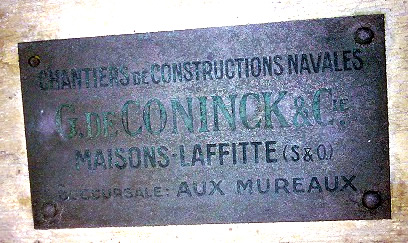 CHANTIERS DE CONSTRUCTIONS NAVALES
G. DE CONINCK & CIE
MAISONS-LAFFITTE (S & O.)
SUCCURSALE - AUX MUREAUX